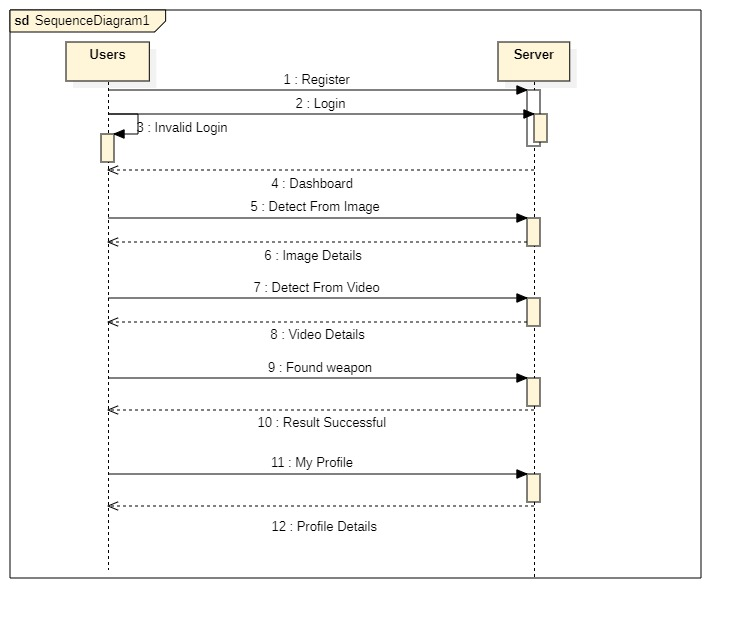 sd SequenceDiagram1
Users
Server
1 : Register
2 : Login
3 : Invalid Login
4 : Dashboard
5 : Detect From Image
6 : Image Details
7 : Detect From Video
8 : Video Details
9 : Found weapon
10 : Result Successful
11 : My Profile
12 : Profile Details